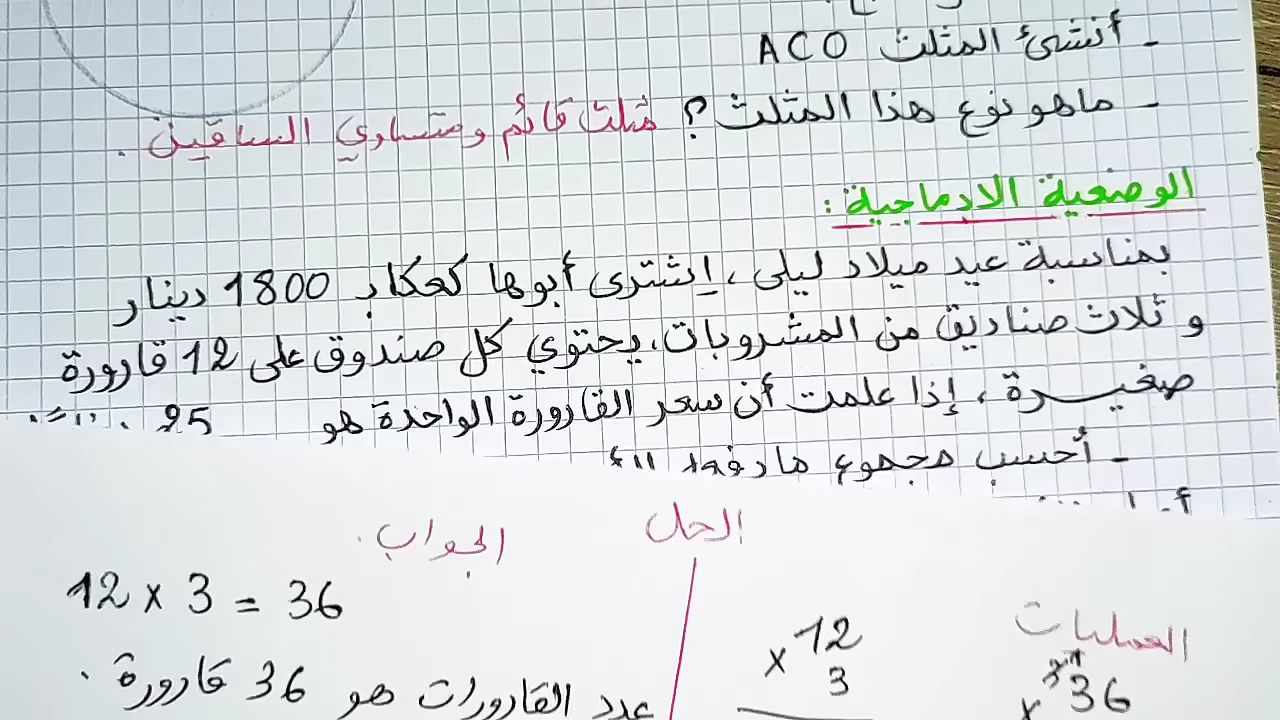 - أنشئ المثلث ACO
- ماهو نوع هذا المثلث؟ مثلث قائم و متساوي الساقين.
الوضعية الادماجية:
بمناسبة عيد ميلاد ليلى، إشترى أبوها كعكا بـ 1800 دينار
و ثلاث صناديق من المشروبات، يحتوي كل صندوق على 12 قارورة
صغيرة، إذا علمت أن سعر القارورة الواحدة هو 25
- أحسب مجموع ما دفعه
الحل
الجواب.
العمليات
12 × 3 = 36
× 12
3
× 36
عدد القارورات هو 36 قارورة.